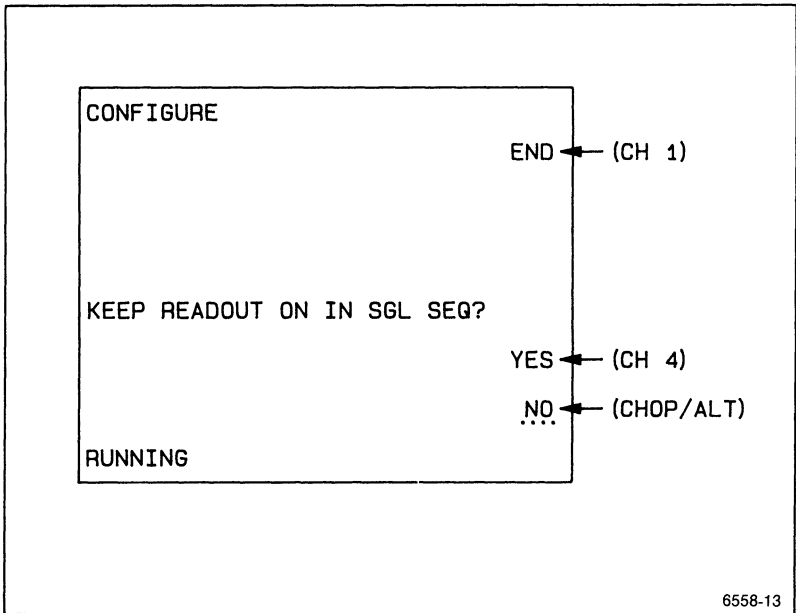 CONFIGURE
END (CH 1)
KEEP READOUT ON IN SGL SEQ?
YES (CH 4)
NO (CHOP/ALT)
RUNNING
6558-13